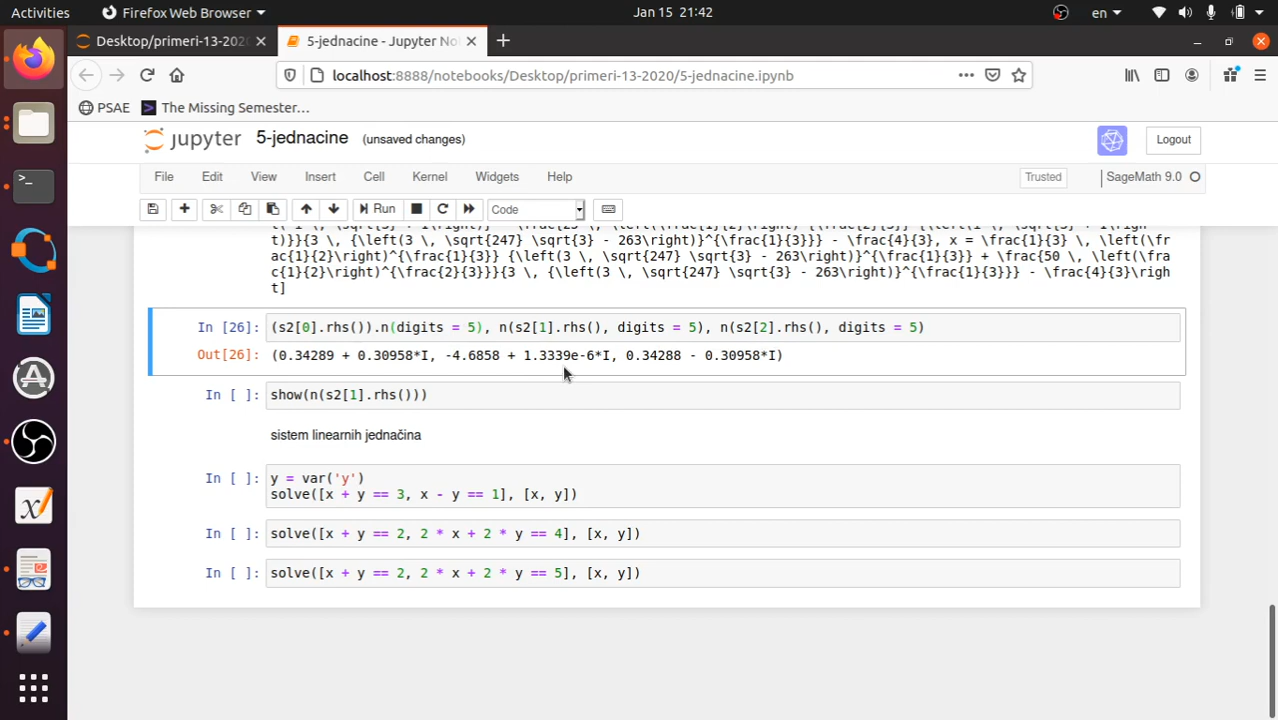 Activities
Firefox Web Browser
Jan 15 21:42
en
Desktop/primeri-13-202
5-jednacine - Jupyter No
localhost:8888/notebooks/Desktop/primeri-13-2020/5-jednacine.ipynb
PSAE
The Missing Semester…
jupyter
5-jednacine
(unsaved changes)
Logout
File
Edit
View
Insert
Cell
Kernel
Widgets
Help
Trusted
SageMath 9.0
Run
Code
t)}}{3 \, {\left(3 \, \sqrt{247} \sqrt{3} - 263\right)}^{\frac{1}{3}}} - \frac{4}{3}, x = \frac{1}{3} \, \left(\fr
ac{1}{2}\right)^{\frac{1}{3}} {\left(3 \, \sqrt{247} \sqrt{3} - 263\right)}^{\frac{1}{3}} + \frac{50 \, \left(\frac
{1}{2}\right)^{\frac{2}{3}}}{3 \, {\left(3 \, \sqrt{247} \sqrt{3} - 263\right)}^{\frac{1}{3}}} - \frac{4}{3}\righ
t]
In [26]: (s2[0].rhs()).n(digits = 5), n(s2[1].rhs(), digits = 5), n(s2[2].rhs(), digits = 5)
Out[26]: (0.34289 + 0.30958*I, -4.6858 + 1.3339e-6*I, 0.34288 - 0.30958*I)
In [ ]: show(n(s2[1].rhs()))
sistem linearnih jednačina
In [ ]: y = var('y')
solve([x + y == 3, x - y == 1], [x, y])
In [ ]: solve([x + y == 2, 2 * x + 2 * y == 4], [x, y])
In [ ]: solve([x + y == 2, 2 * x + 2 * y == 5], [x, y])